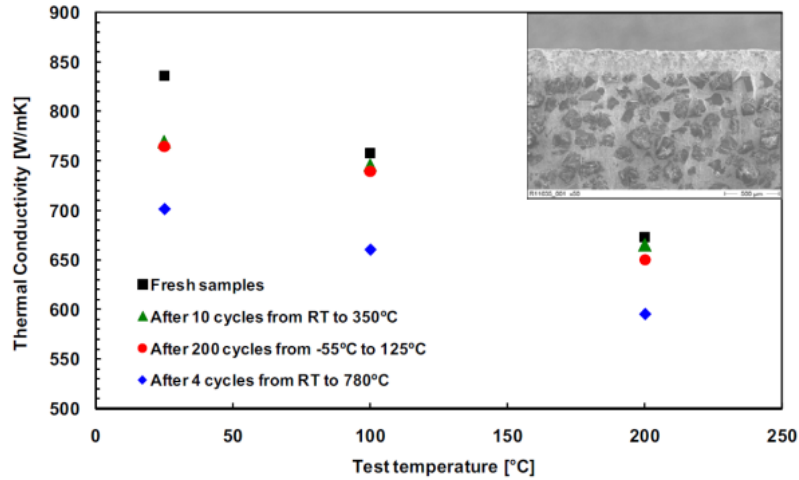 900
850
800
750
700
650
600
550
500
Thermal Conductivity [W/mK]
Fresh samples
After 10 cycles from RT to 350ºC
After 200 cycles from -55ºC to 125ºC
After 4 cycles from RT to 780ºC
500 µm
0 50 100 150 200 250
Test temperature [°C]